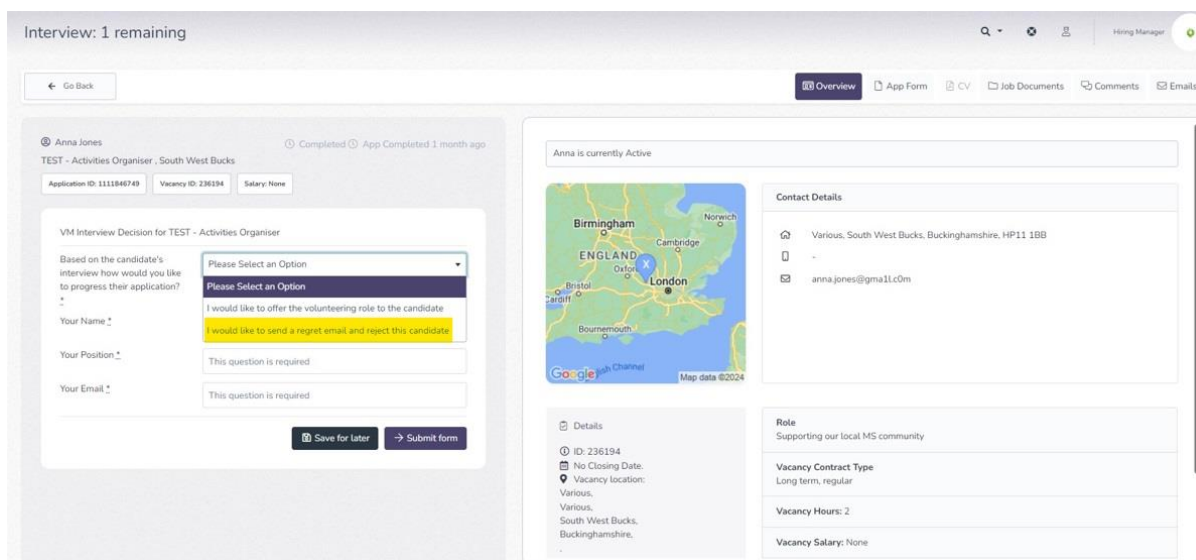 Interview: 1 remaining
Hiring Manager
Go Back
Overview
App Form
CV
Job Documents
Comments
Emails
Anna Jones
Completed
App Completed 1 month ago
TEST - Activities Organiser , South West Bucks
Application ID: 1111846749
Vacancy ID: 236194
Salary: None
VM Interview Decision for TEST - Activities Organiser
Based on the candidate's
interview how would you like
to progress their application?
*
Please Select an Option
Please Select an Option
I would like to offer the volunteering role to the candidate
I would like to send a regret email and reject this candidate
Your Name *
Your Position *
This question is required
Your Email *
This question is required
Save for later
Submit form
Anna is currently Active
Birmingham
Norwich
Cambridge
ENGLAND
Oxford
X
London
Bristol
Cardiff
Bournemouth
English Channel
Google
Map data ©2024
Contact Details
Various, South West Bucks, Buckinghamshire, HP11 1BB
-
anna.jones@gma1l.c0m
Details
ID: 236194
No Closing Date.
Vacancy location:
Various,
Various,
South West Bucks,
Buckinghamshire,
.
Role
Supporting our local MS community
Vacancy Contract Type
Long term, regular
Vacancy Hours: 2
Vacancy Salary: None